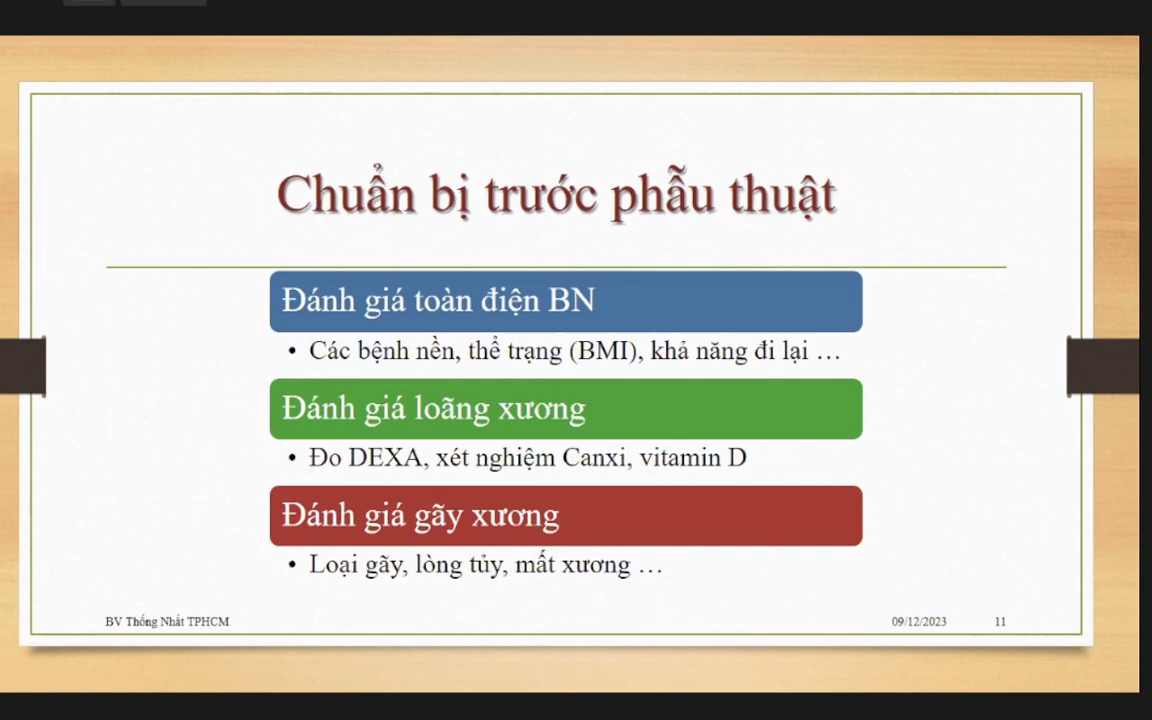 Chuẩn bị trước phẫu thuật
Đánh giá toàn điện BN
• Các bệnh nền, thể trạng (BMI), khả năng đi lại …
Đánh giá loãng xương
• Đo DEXA, xét nghiệm Canxi, vitamin D
Đánh giá gãy xương
• Loại gãy, lòng tủy, mất xương …
BV Thống Nhất TPHCM
09/12/2023
11